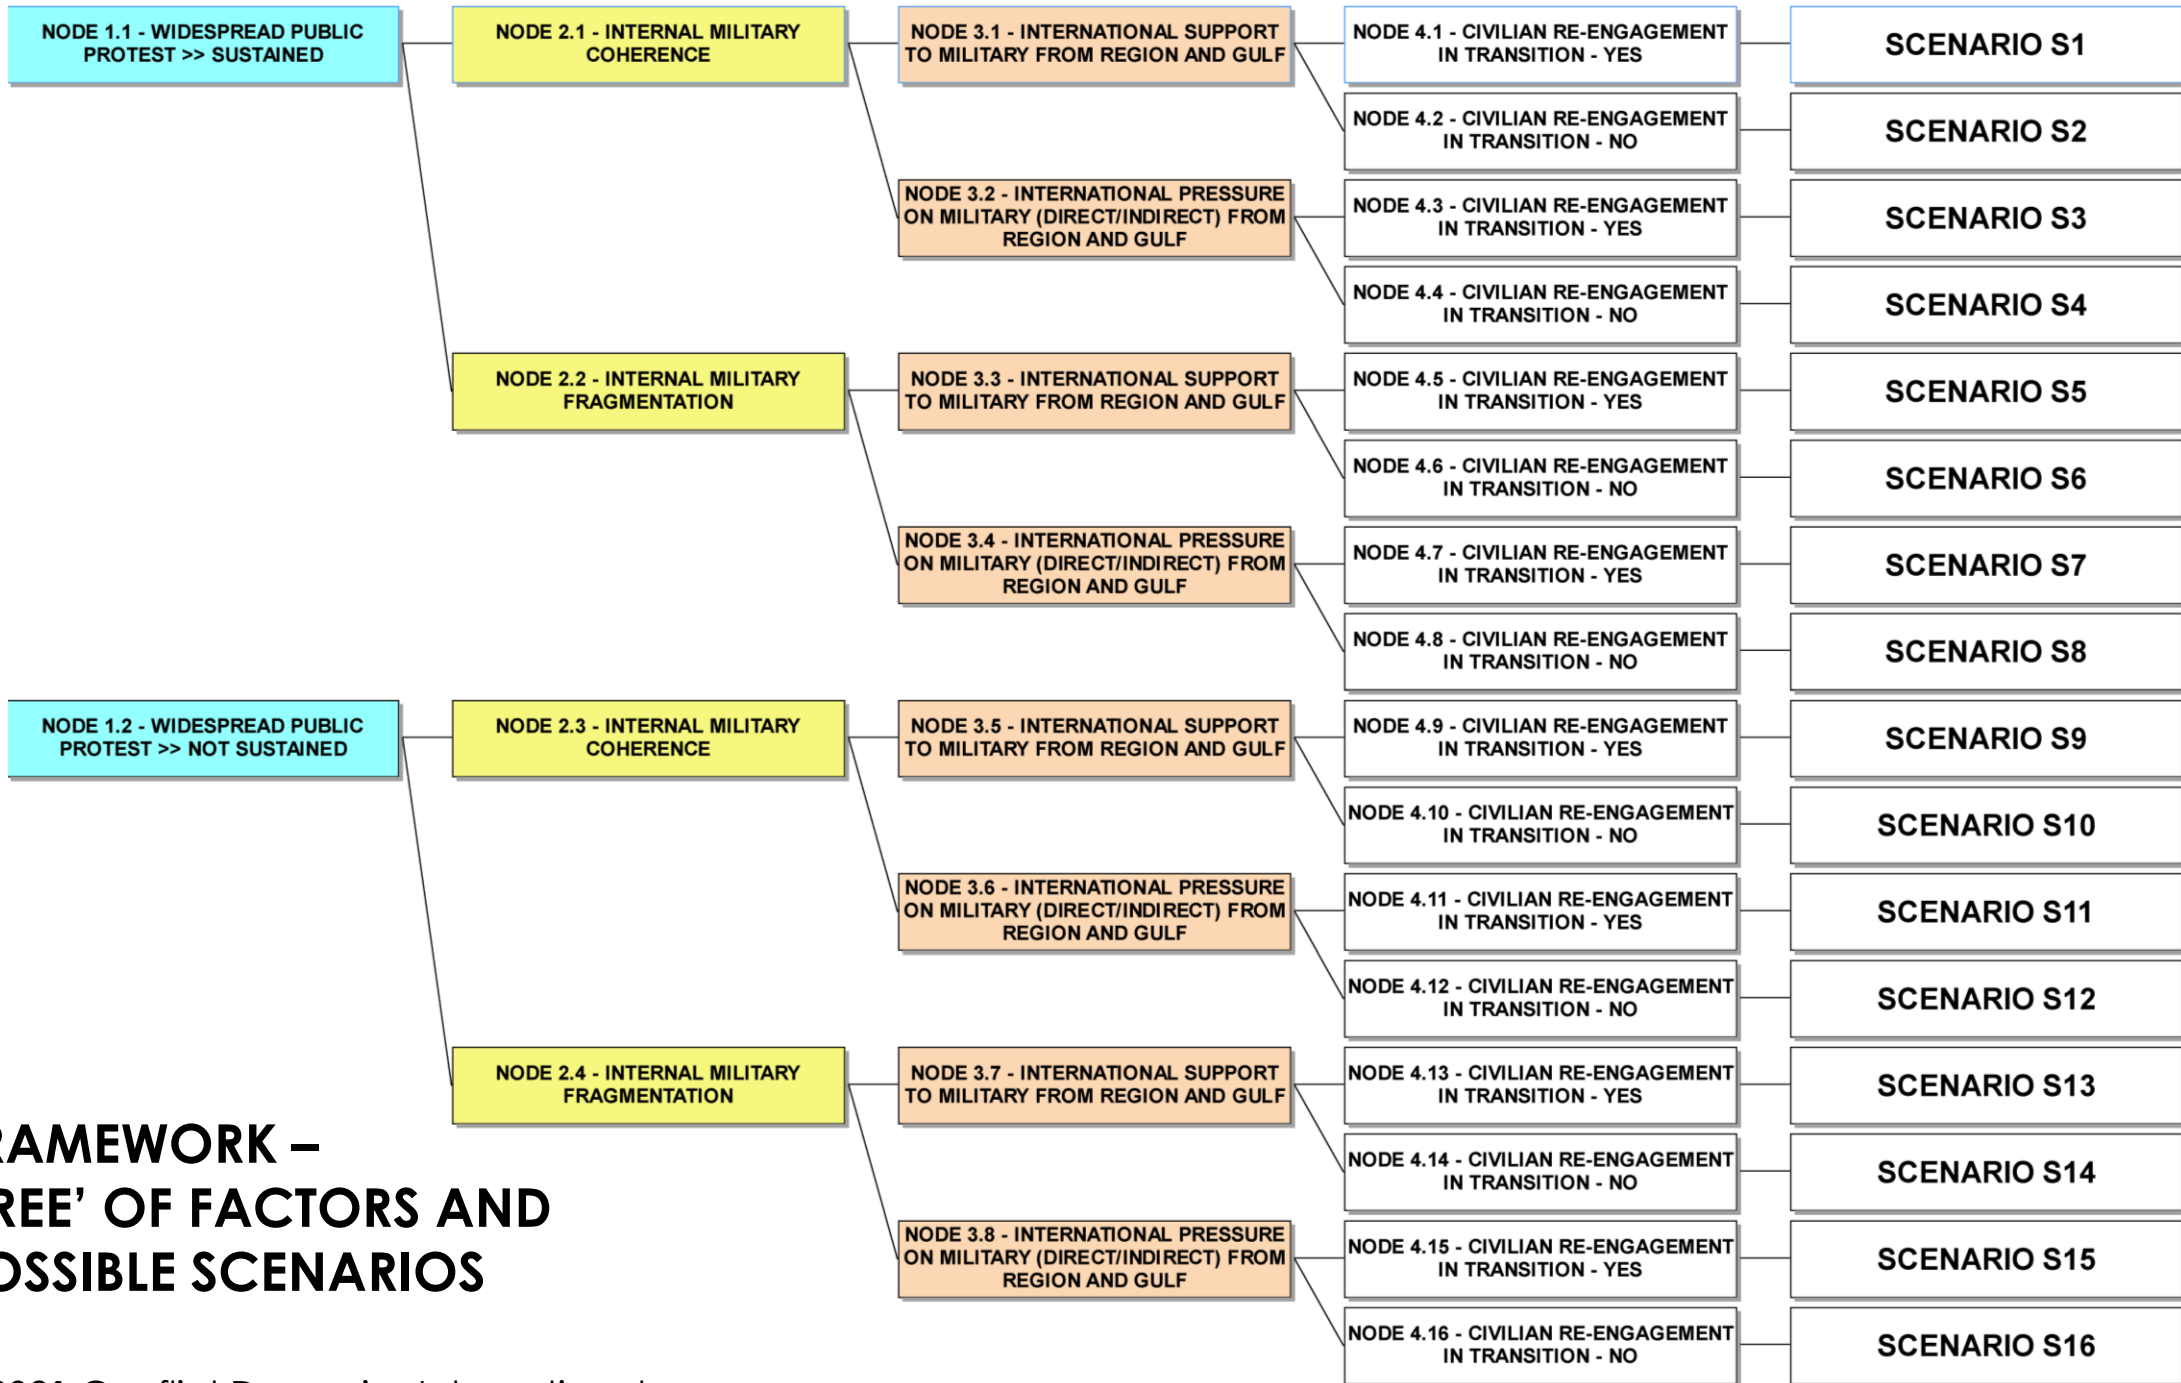 NODE 1.1 - WIDESPREAD PUBLIC
PROTEST >> SUSTAINED
NODE 2.1 - INTERNAL MILITARY
COHERENCE
NODE 3.1 - INTERNATIONAL SUPPORT
TO MILITARY FROM REGION AND GULF
NODE 4.1 - CIVILIAN RE-ENGAGEMENT
IN TRANSITION - YES
SCENARIO S1
NODE 4.2 - CIVILIAN RE-ENGAGEMENT
IN TRANSITION - NO
SCENARIO S2
NODE 3.2 - INTERNATIONAL PRESSURE
ON MILITARY (DIRECT/INDIRECT) FROM
REGION AND GULF
NODE 4.3 - CIVILIAN RE-ENGAGEMENT
IN TRANSITION - YES
SCENARIO S3
NODE 4.4 - CIVILIAN RE-ENGAGEMENT
IN TRANSITION - NO
SCENARIO S4
NODE 2.2 - INTERNAL MILITARY
FRAGMENTATION
NODE 3.3 - INTERNATIONAL SUPPORT
TO MILITARY FROM REGION AND GULF
NODE 4.5 - CIVILIAN RE-ENGAGEMENT
IN TRANSITION - YES
SCENARIO S5
NODE 4.6 - CIVILIAN RE-ENGAGEMENT
IN TRANSITION - NO
SCENARIO S6
NODE 3.4 - INTERNATIONAL PRESSURE
ON MILITARY (DIRECT/INDIRECT) FROM
REGION AND GULF
NODE 4.7 - CIVILIAN RE-ENGAGEMENT
IN TRANSITION - YES
SCENARIO S7
NODE 4.8 - CIVILIAN RE-ENGAGEMENT
IN TRANSITION - NO
SCENARIO S8
NODE 1.2 - WIDESPREAD PUBLIC
PROTEST >> NOT SUSTAINED
NODE 2.3 - INTERNAL MILITARY
COHERENCE
NODE 3.5 - INTERNATIONAL SUPPORT
TO MILITARY FROM REGION AND GULF
NODE 4.9 - CIVILIAN RE-ENGAGEMENT
IN TRANSITION - YES
SCENARIO S9
NODE 4.10 - CIVILIAN RE-ENGAGEMENT
IN TRANSITION - NO
SCENARIO S10
NODE 3.6 - INTERNATIONAL PRESSURE
ON MILITARY (DIRECT/INDIRECT) FROM
REGION AND GULF
NODE 4.11 - CIVILIAN RE-ENGAGEMENT
IN TRANSITION - YES
SCENARIO S11
NODE 4.12 - CIVILIAN RE-ENGAGEMENT
IN TRANSITION - NO
SCENARIO S12
NODE 2.4 - INTERNAL MILITARY
FRAGMENTATION
NODE 3.7 - INTERNATIONAL SUPPORT
TO MILITARY FROM REGION AND GULF
NODE 4.13 - CIVILIAN RE-ENGAGEMENT
IN TRANSITION - YES
SCENARIO S13
NODE 4.14 - CIVILIAN RE-ENGAGEMENT
IN TRANSITION - NO
SCENARIO S14
NODE 3.8 - INTERNATIONAL PRESSURE
ON MILITARY (DIRECT/INDIRECT) FROM
REGION AND GULF
NODE 4.15 - CIVILIAN RE-ENGAGEMENT
IN TRANSITION - YES
SCENARIO S15
NODE 4.16 - CIVILIAN RE-ENGAGEMENT
IN TRANSITION - NO
SCENARIO S16
RAMEWORK –
REE' OF FACTORS AND
OSSIBLE SCENARIOS